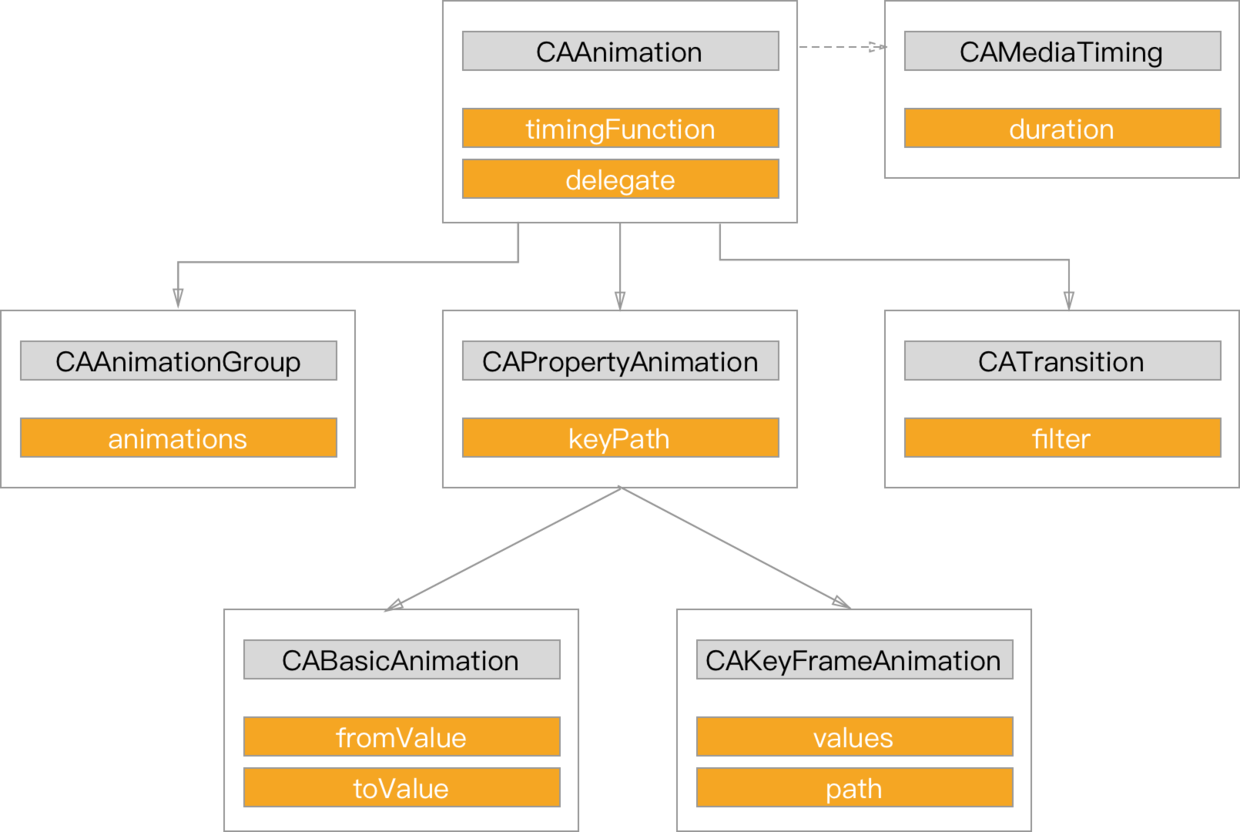 CAAnimation
timingFunction
delegate
CAMediaTiming
duration
CAAnimationGroup
animations
CAPropertyAnimation
keyPath
CATransition
filter
CABasicAnimation
fromValue
toValue
CAKeyFrameAnimation
values
path